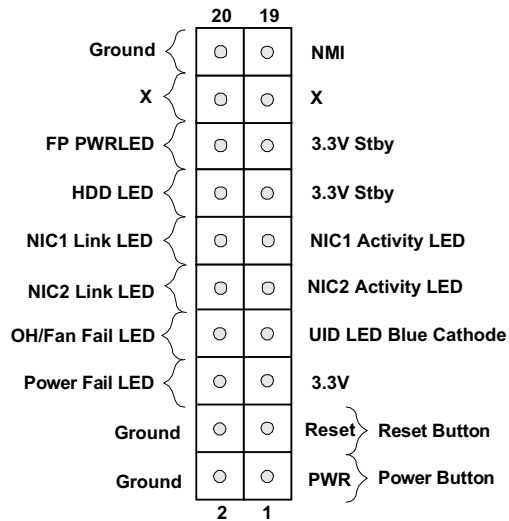 20 19
Ground NMI
X X
FP PWRLED 3.3V Stby
HDD LED 3.3V Stby
NIC1 Link LED NIC1 Activity LED
NIC2 Link LED NIC2 Activity LED
OH/Fan Fail LED UID LED Blue Cathode
Power Fail LED 3.3V
Ground Reset Reset Button
Ground PWR Power Button
2 1